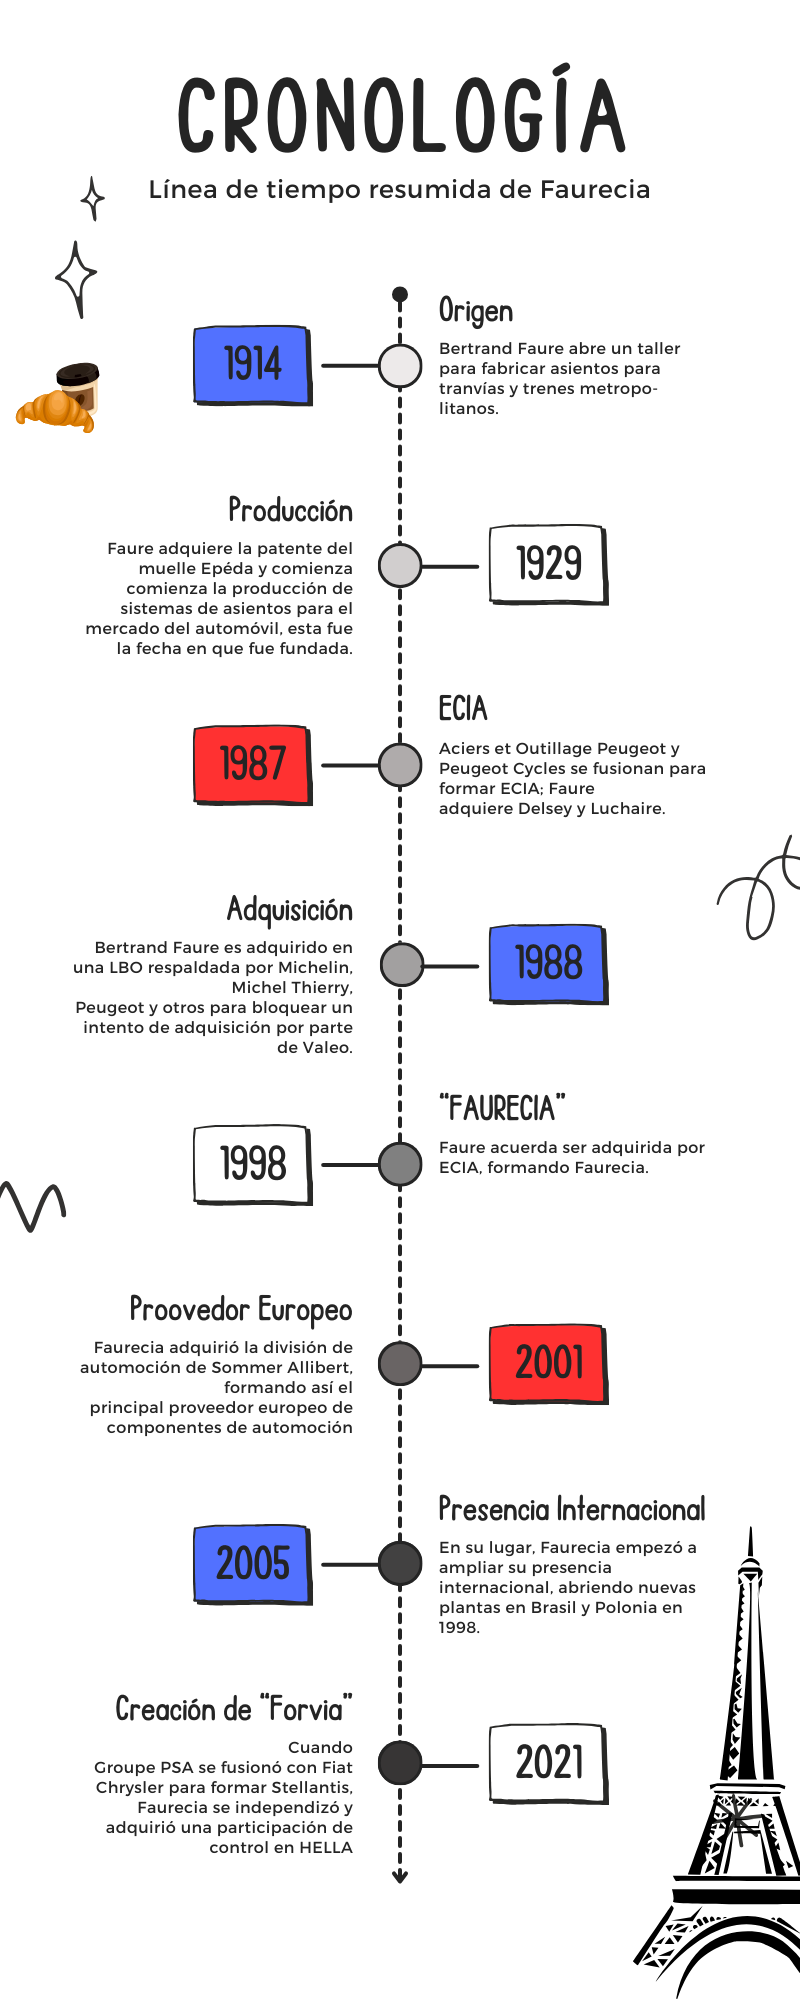 CRONOLOGÍA
Línea de tiempo resumida de Faurecia
1914
Origen
Bertrand Faure abre un taller
para fabricar asientos para
tranvías y trenes metropo-
litanos.
Producción
Faure adquiere la patente del
muelle Epéda y comienza
comienza la producción de
sistemas de asientos para el
mercado del automóvil, esta fue
la fecha en que fue fundada.
1929
1987
ECIA
Aciers et Outillage Peugeot y
Peugeot Cycles se fusionan para
formar ECIA; Faure
adquiere Delsey y Luchaire.
Adquisición
Bertrand Faure es adquirido en
una LBO respaldada por Michelin,
Michel Thierry,
Peugeot y otros para bloquear un
intento de adquisición por parte
de Valeo.
1988
1998
“FAURECIA”
Faure acuerda ser adquirida por
ECIA, formando Faurecia.
Proovedor Europeo
Faurecia adquirió la división de
automoción de Sommer Allibert,
formando así el
principal proveedor europeo de
componentes de automoción
2001
2005
Presencia Internacional
En su lugar, Faurecia empezó a
ampliar su presencia
internacional, abriendo nuevas
plantas en Brasil y Polonia en
1998.
Creación de “Forvia”
Cuando
Groupe PSA se fusionó con Fiat
Chrysler para formar Stellantis,
Faurecia se independizó y
adquirió una participación de
control en HELLA
2021